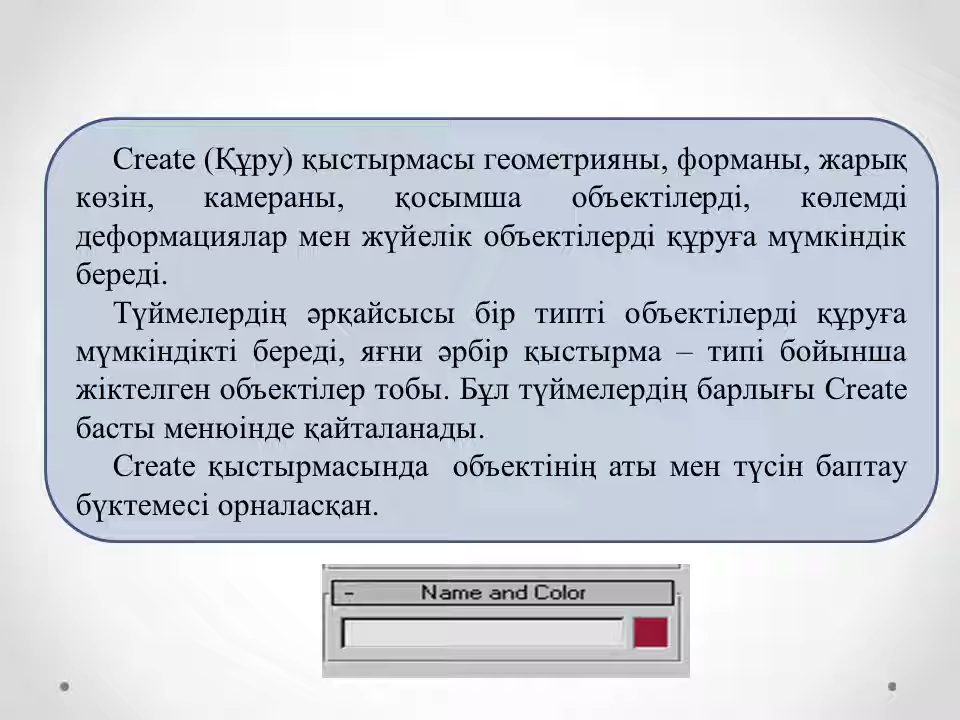 Create (Құру) қыстырмасы геометрияны, форманы, жарық
көзін, камераны, қосымша объектілерді, көлемді
деформациялар мен жүйелік объектілерді құруға мүмкіндік
береді.
Түймелердің әрқайсысы бір типті объектілерді құруға
мүмкіндікті береді, яғни әрбір қыстырма – типі бойынша
жіктелген объектілер тобы. Бұл түймелердің барлығы Create
басты менюінде қайталанады.
Create қыстырмасында объектінің аты мен түсін баптау
бүктемесі орналасқан.
- Name and Color